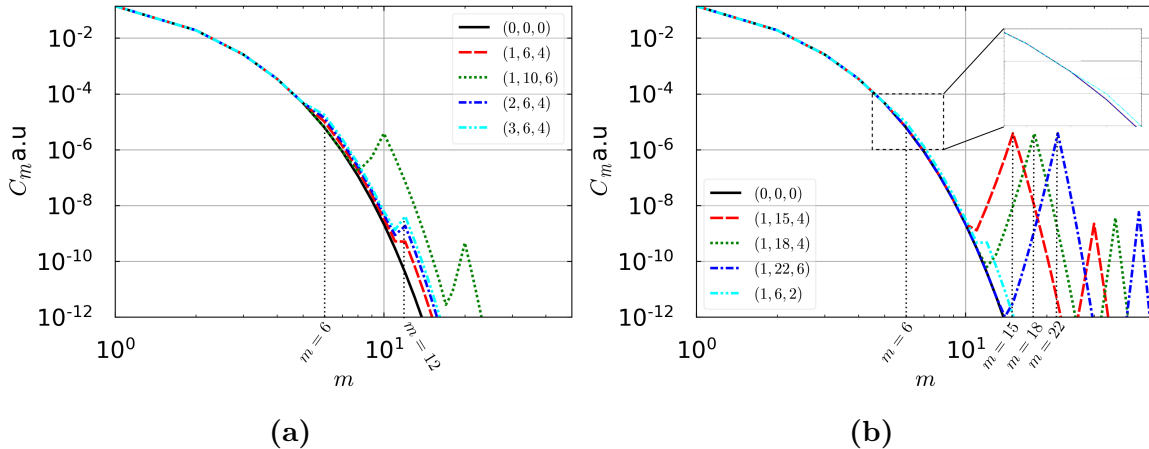 10^{-2}
10^{-4}
10^{-6}
10^{-8}
10^{-10}
10^{-12}
C_m a.u
(0, 0, 0)
(1, 6, 4)
(1, 10, 6)
(2, 6, 4)
(3, 6, 4)
10^0
m = 6
10^1
m = 12
m
(a)
10^{-2}
10^{-4}
10^{-6}
10^{-8}
10^{-10}
10^{-12}
C_m a.u
(0, 0, 0)
(1, 15, 4)
(1, 18, 4)
(1, 22, 6)
(1, 6, 2)
10^0
m = 6
10^1
m = 15
m = 18
m = 22
m
(b)